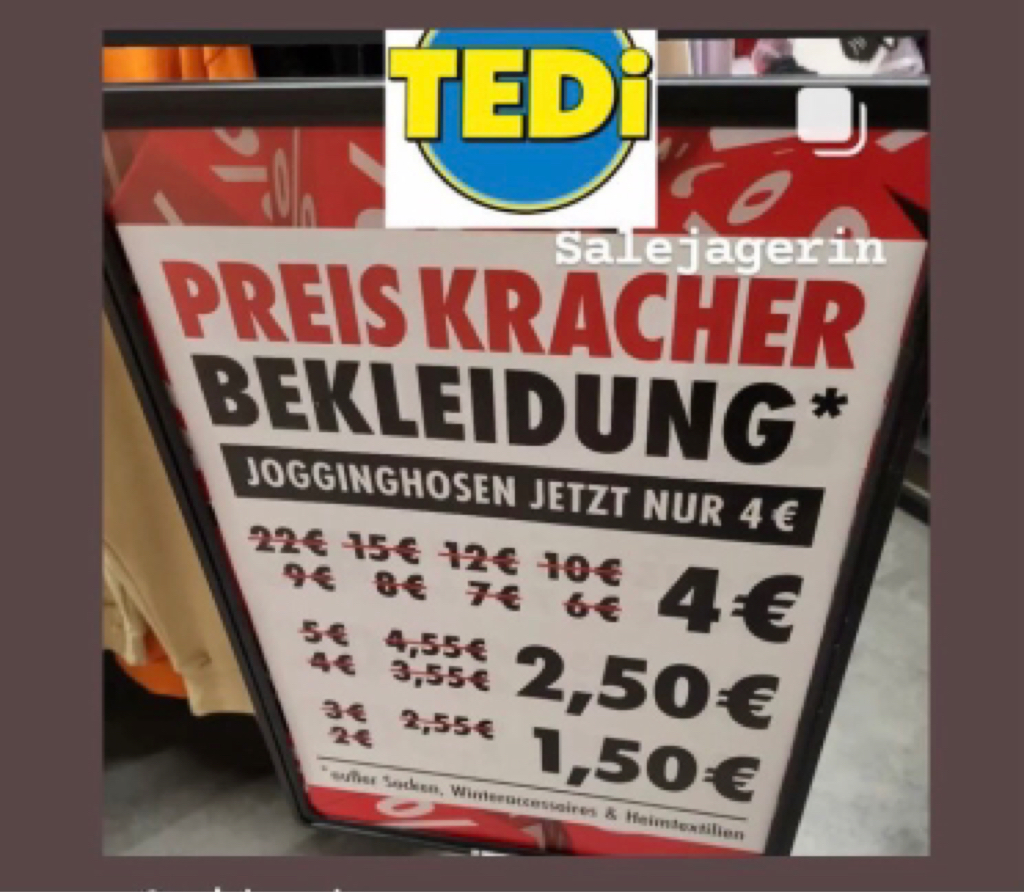 TEDi
Salejagerin
PREIS KRACHER
BEKLEIDUNG*
JOGGINGHOSEN JETZT NUR 4€
22€ 15€ 12€ 10€
9€ 8€ 7€ 6€
4€
5€ 4,55€
4€ 3,55€
2,50€
3€ 2,55€
2€
1,50€
*außer Socken, Winteraccessoires & Heimtextilien